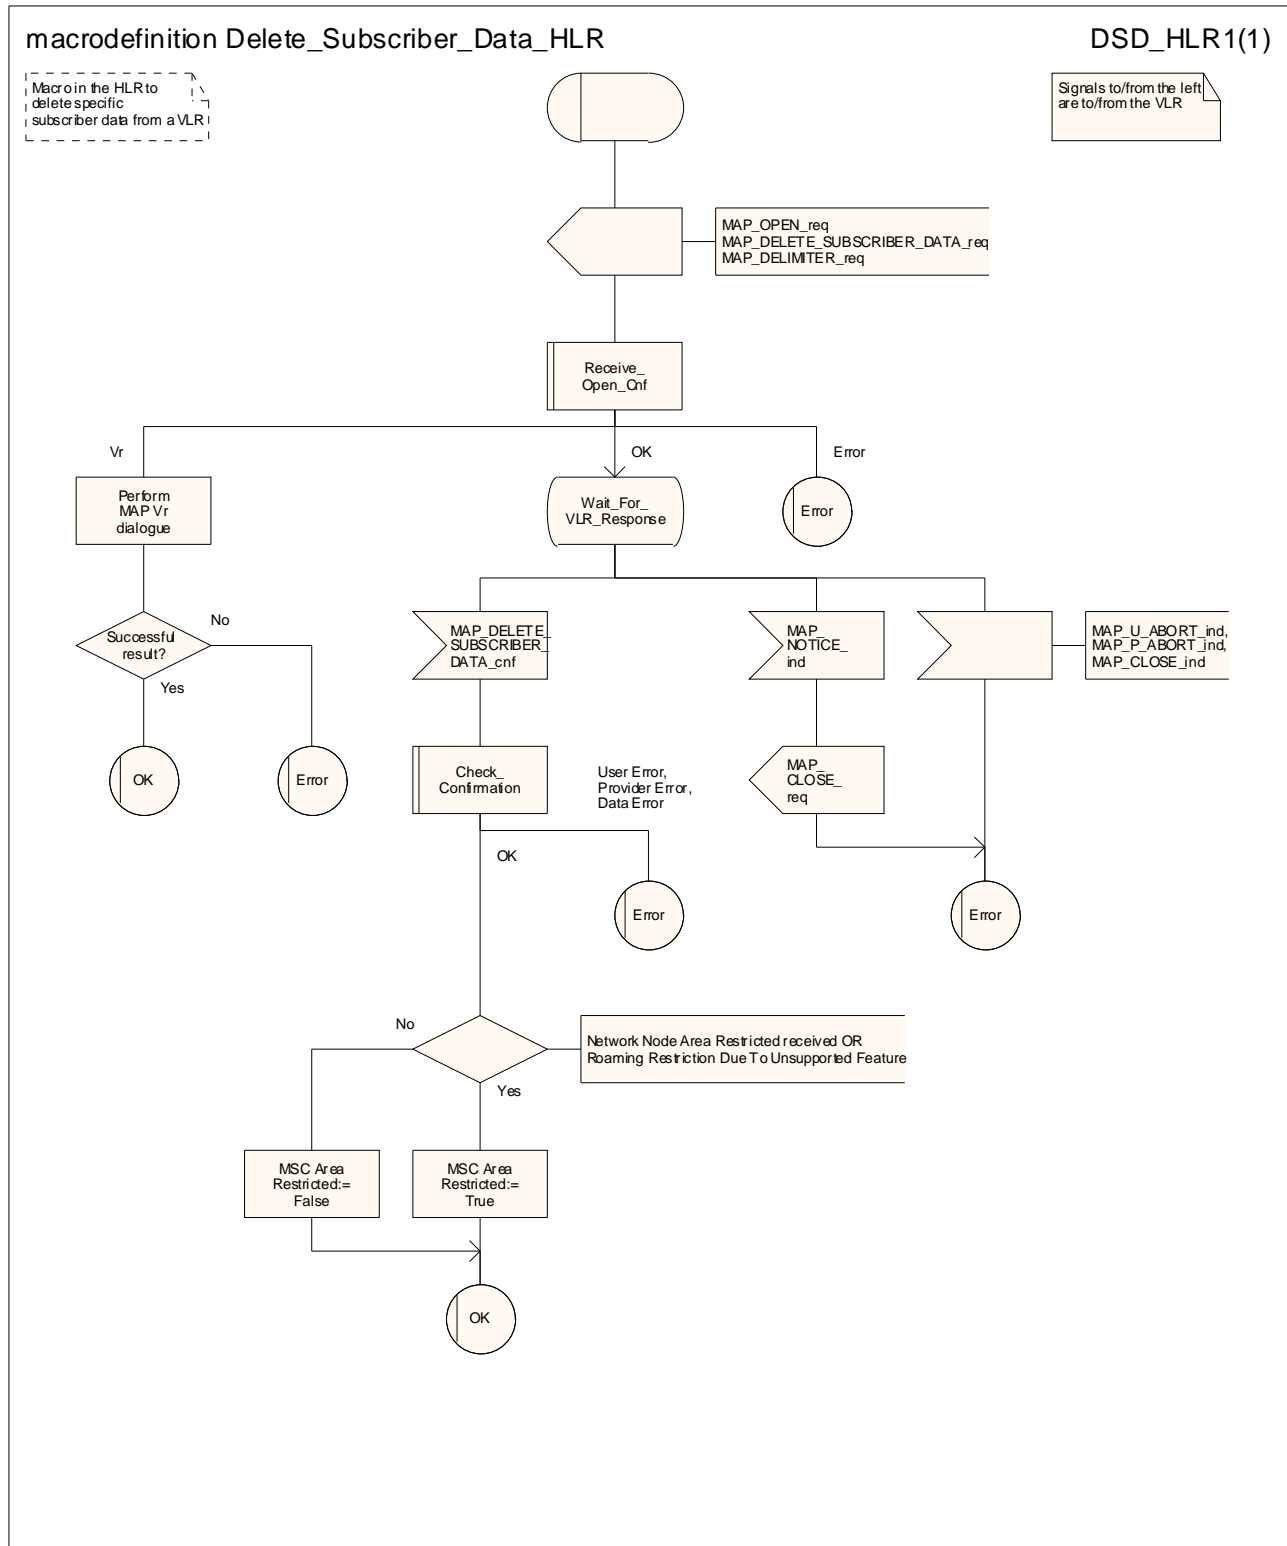 macrodefinition Delete_Subscriber_Data_HLR
DSD_HLR1(1)
Macro in the HLR to
delete specific
subscriber data from a VLR
Signals to/from the left
are to/from the VLR
MAP_OPEN_req
MAP_DELETE_SUBSCRIBER_DATA_req
MAP_DELIMITER_req
Receive_
Open_Cnf
Vr
OK
Error
Perform
MAP Vr
dialogue
Wait_For_
VLR_Response
Error
Successful
result?
No
Yes
MAP_DELETE_
SUBSCRIBER_
DATA_cnf
MAP_
NOTICE_
ind
MAP_U_ABORT_ind,
MAP_P_ABORT_ind,
MAP_CLOSE_ind
OK
Error
Check_
Confirmation
User Error,
Provider Error,
Data Error
MAP_
CLOSE_
req
OK
Error
Error
No
Yes
Network Node Area Restricted received OR
Roaming Restriction Due To Unsupported Feature
MSC Area
Restricted:=
False
MSC Area
Restricted:=
True
OK